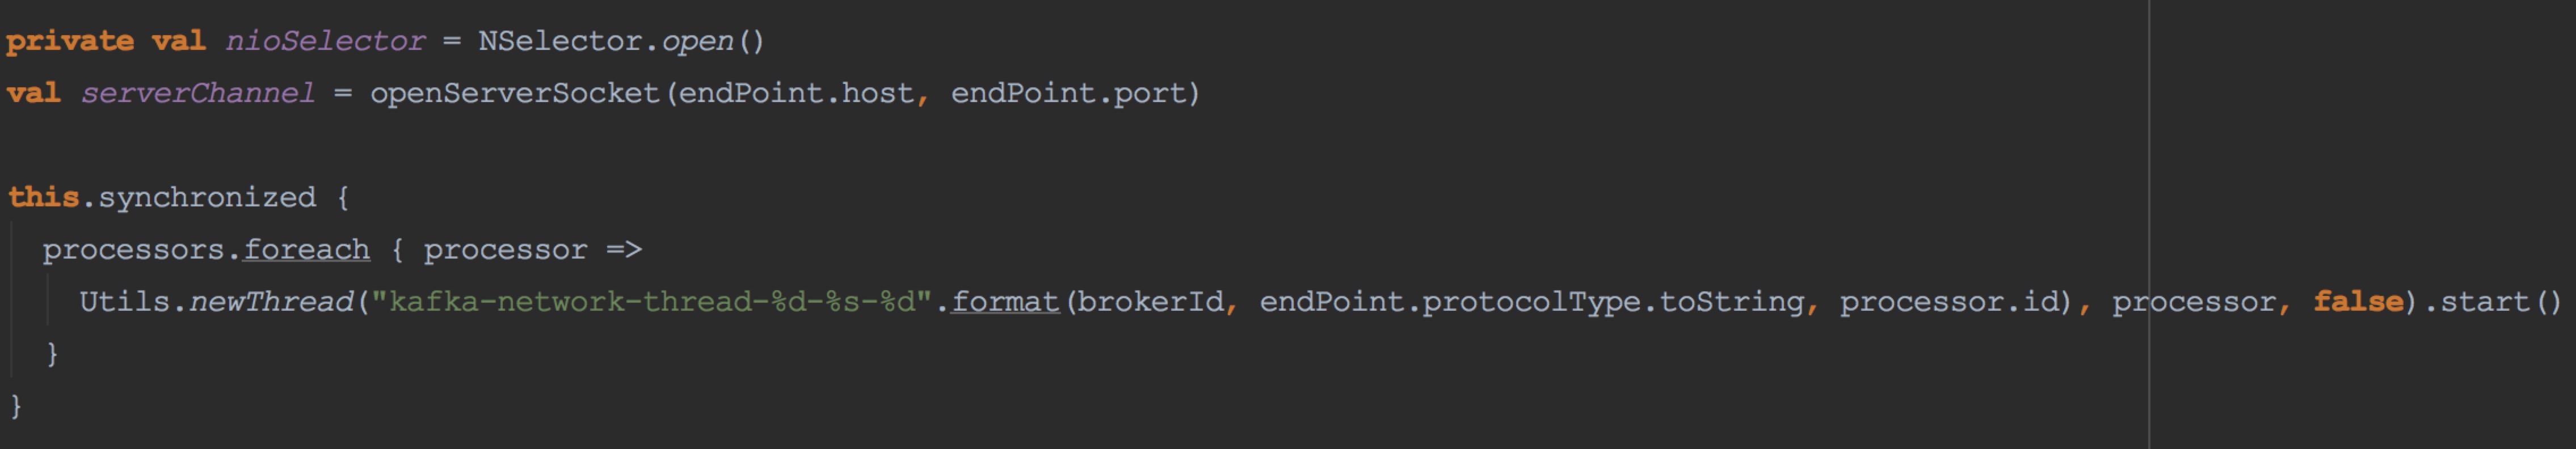 private val nioSelector = NSelector.open()
val serverChannel = openServerSocket(endPoint.host, endPoint.port)

this.synchronized {
  processors.foreach { processor =>
    Utils.newThread("kafka-network-thread-%d-%s-%d".format(brokerId, endPoint.protocolType.toString, processor.id), processor, false).start()
  }
}